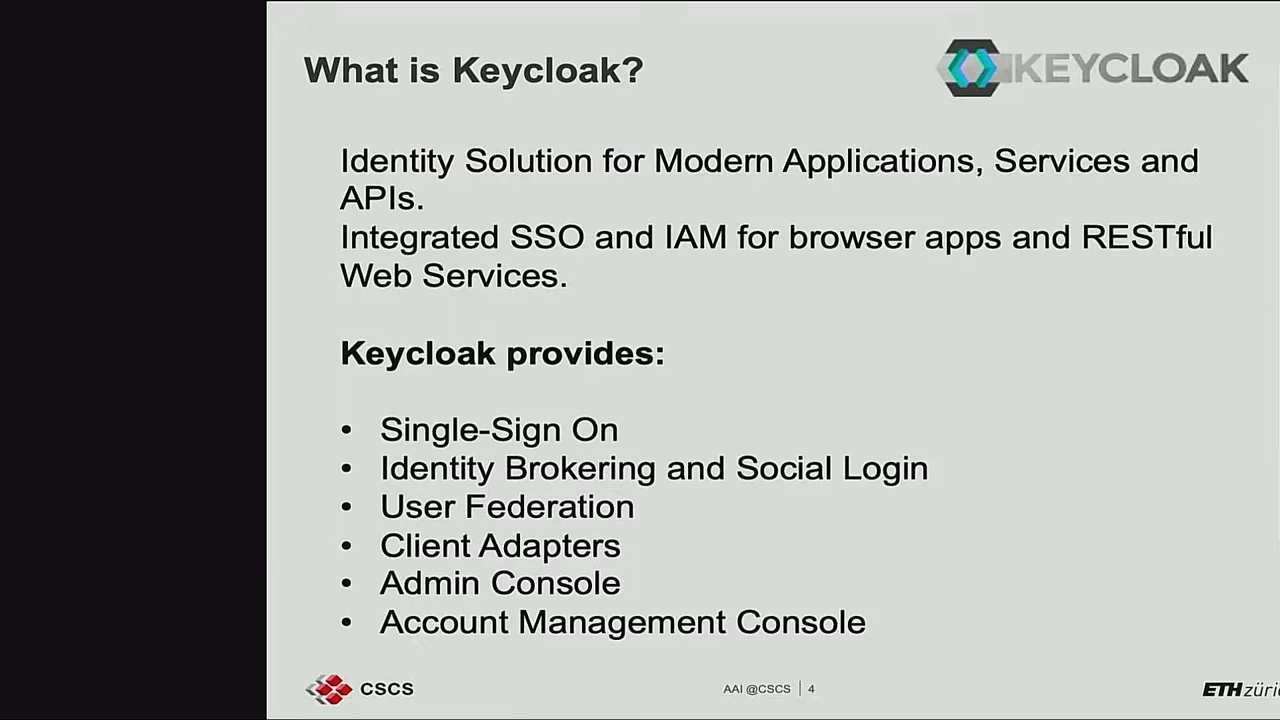 What is Keycloak?
KEYCLOAK
Identity Solution for Modern Applications, Services and
APIs.
Integrated SSO and IAM for browser apps and RESTful
Web Services.
Keycloak provides:
• Single-Sign On
• Identity Brokering and Social Login
• User Federation
• Client Adapters
• Admin Console
• Account Management Console
CSCS
AAI @CSCS | 4
ETH